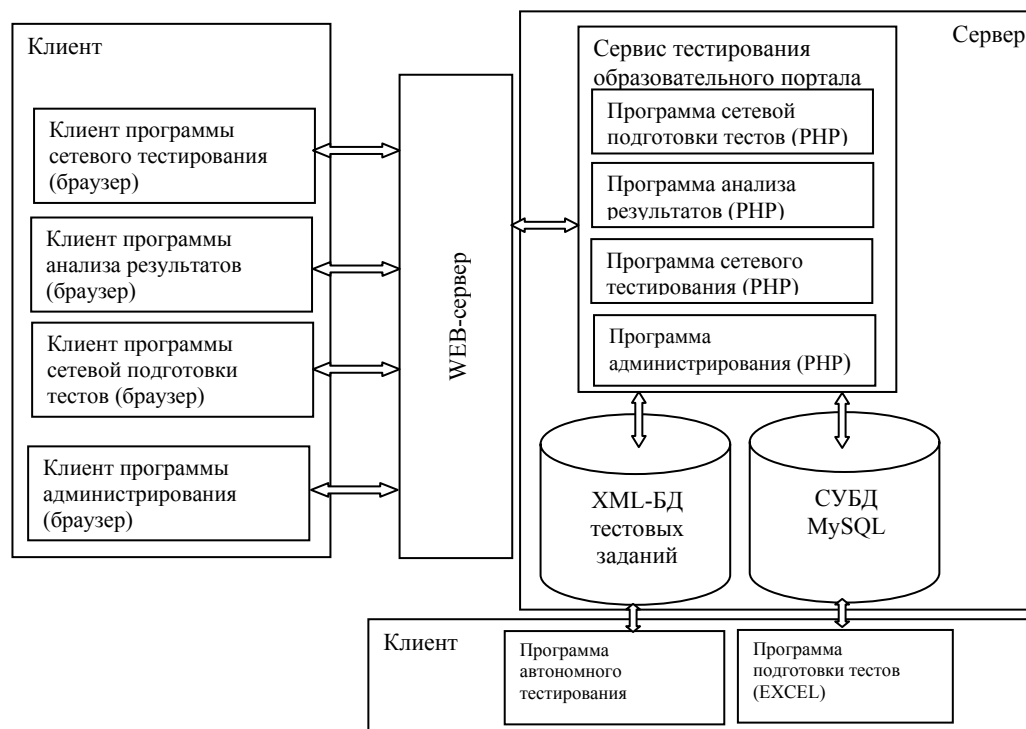 Клиент
Клиент программы
сетевого тестирования
(браузер)
Клиент программы
анализа результатов
(браузер)
Клиент программы
сетевой подготовки
тестов (браузер)
Клиент программы
администрирования
(браузер)
WEB-сервер
Сервер
Сервис тестирования
образовательного портала
Программа сетевой
подготовки тестов (PHP)
Программа анализа
результатов (PHP)
Программа сетевого
тестирования (PHP)
Программа
администрирования (PHP)
XML-БД
тестовых
заданий
СУБД
MySQL
Клиент
Программа
автономного
тестирования
Программа
подготовки тестов
(EXCEL)